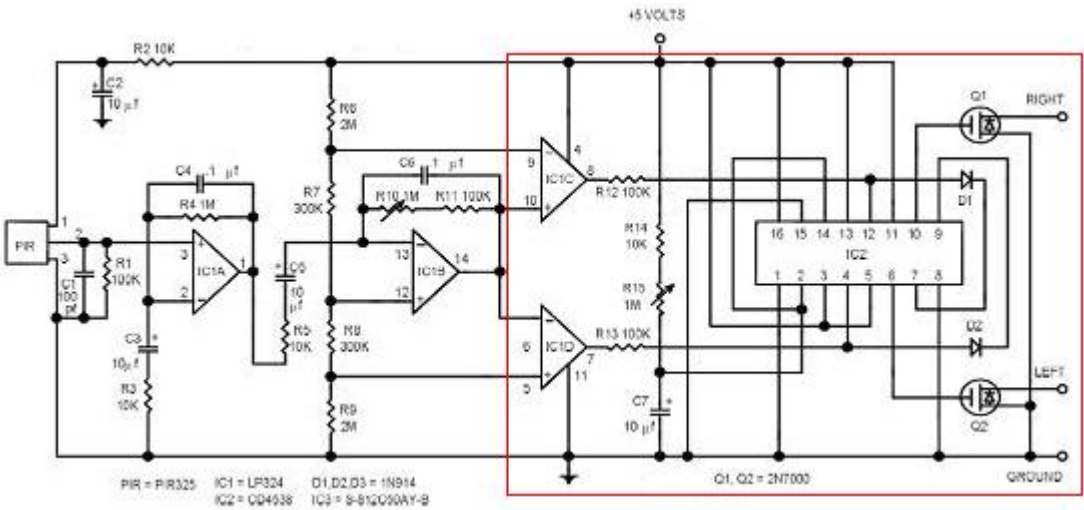 +5 VOLTS
R2 10K
C2
10 µf
R6
2M
Q1
RIGHT
C4 .1 µf
R4 1M
C6 .1 µf
R10 1M R11 100K
R7
300K
9
10
IC1C
4
8
R12 100K
D1
PIR
1
2
3
C1
100
pf
R1
100K
3
2
IC1A
1
C5
10
µf
R5
10K
13
12
IC1B
14
R14
10K
R15
1M
16 15 14 13 12 11 10 9
IC2
1 2 3 4 5 6 7 8
C3
10µf
R3
10K
R8
300K
6
5
IC1D
7
11
R13 100K
D2
R9
2M
C7
10 µf
LEFT
Q2
GROUND
PIR = PIR325 IC1 = LP324 D1,D2,D3 = 1N914
IC2 = CD4538 IC3 = S-812C50AY-B
Q1, Q2 = 2N7000